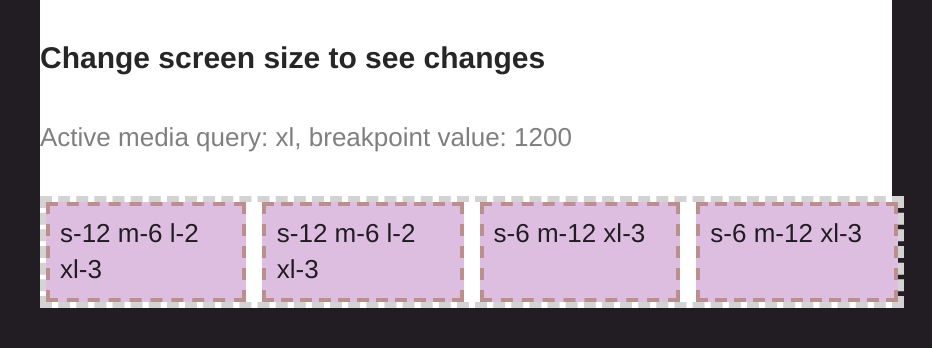 Change screen size to see changes
Active media query: xl, breakpoint value: 1200
s-12 m-6 l-2
xl-3
s-12 m-6 l-2
xl-3
s-6 m-12 xl-3
s-6 m-12 xl-3